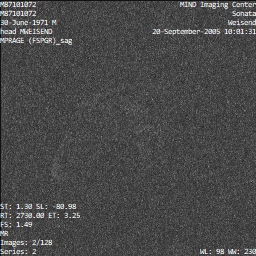 M87101072
M87101072
30-June-1971 M
head MWEISEND
MPRAGE (FSPGR)_sag
MIND Imaging Center
Sonata
Weisend
20-September-2005 10:01:31
ST: 1.30 SL: -80.98
RT: 2730.00 ET: 3.25
FS: 1.49
MR
Images: 2/128
Series: 2
WL: 98 WW: 230